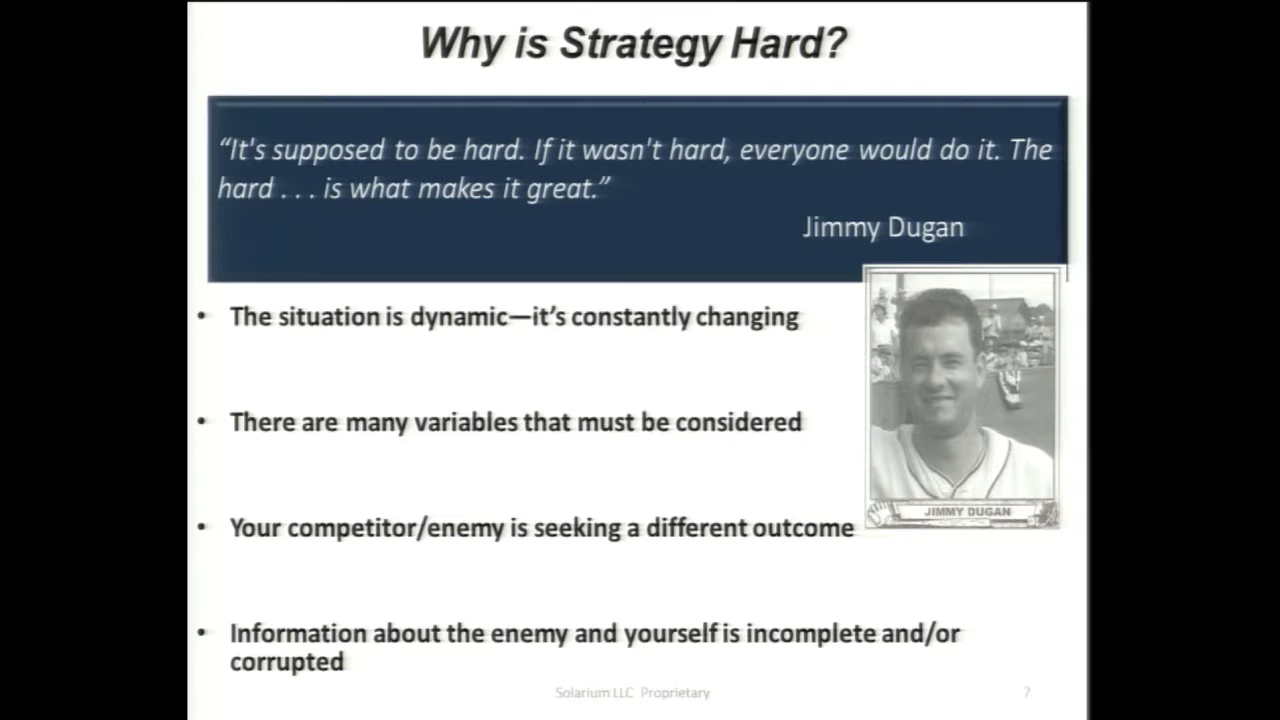 Why is Strategy Hard?
“It's supposed to be hard. If it wasn't hard, everyone would do it. The
hard . . . is what makes it great.”
Jimmy Dugan
• The situation is dynamic—it’s constantly changing
• There are many variables that must be considered
• Your competitor/enemy is seeking a different outcome
JIMMY DUGAN
• Information about the enemy and yourself is incomplete and/or
corrupted
Solarium LLC Proprietary
7